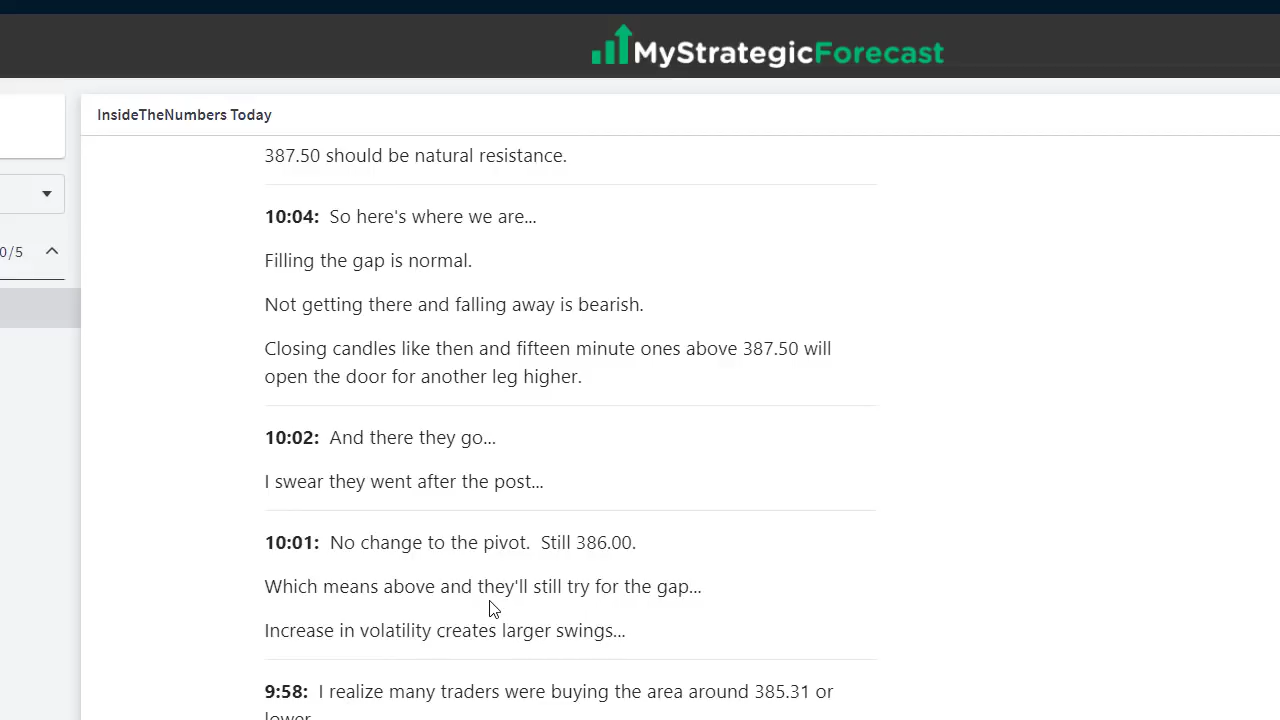 MyStrategicForecast
InsideTheNumbers Today
387.50 should be natural resistance.
10:04: So here's where we are...
0/5
Filling the gap is normal.
Not getting there and falling away is bearish.
Closing candles like then and fifteen minute ones above 387.50 will
open the door for another leg higher.
10:02: And there they go...
I swear they went after the post...
10:01: No change to the pivot. Still 386.00.
Which means above and they'll still try for the gap...
Increase in volatility creates larger swings...
9:58: I realize many traders were buying the area around 385.31 or
lower